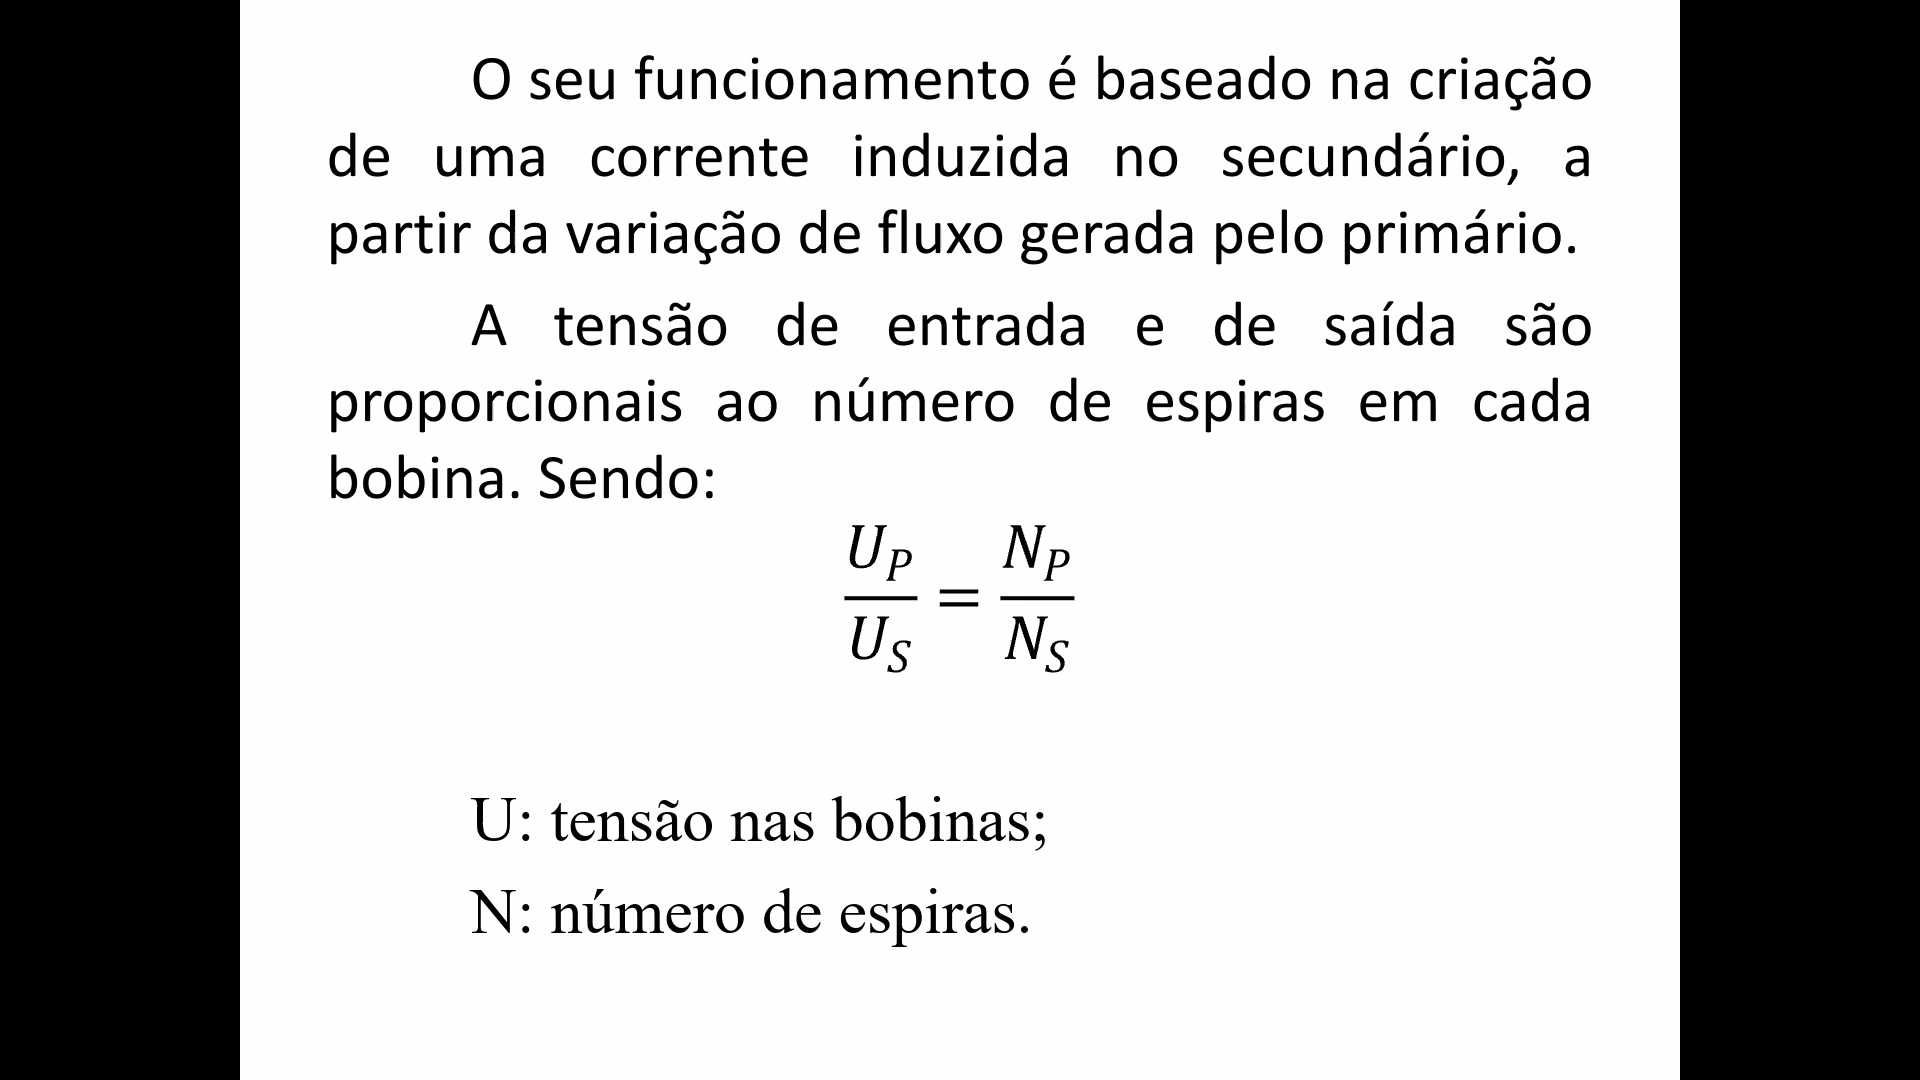 O seu funcionamento é baseado na criação
de uma corrente induzida no secundário, a
partir da variação de fluxo gerada pelo primário.
A tensão de entrada e de saída são
proporcionais ao número de espiras em cada
bobina. Sendo:
U_P/U_S = N_P/N_S
U: tensão nas bobinas;
N: número de espiras.